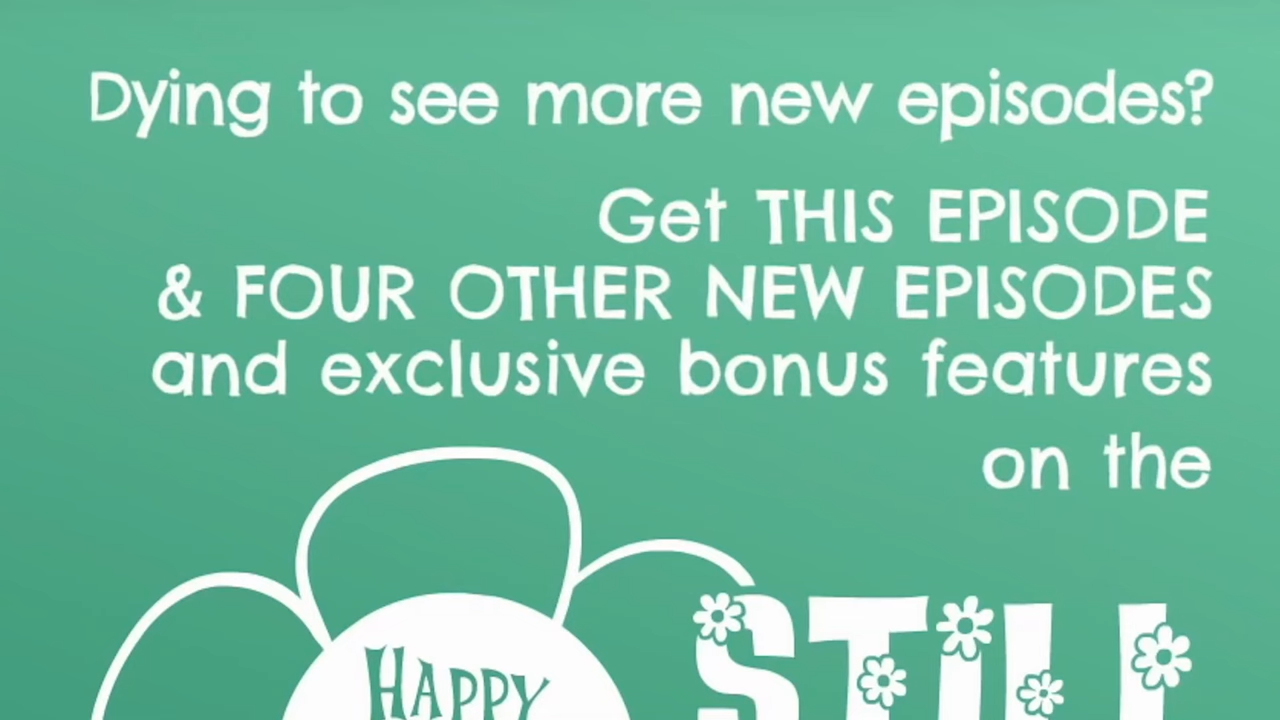 Dying to see more new episodes?
Get THIS EPISODE
& FOUR OTHER NEW EPISODES
and exclusive bonus features
on the
HAPPY
STILL